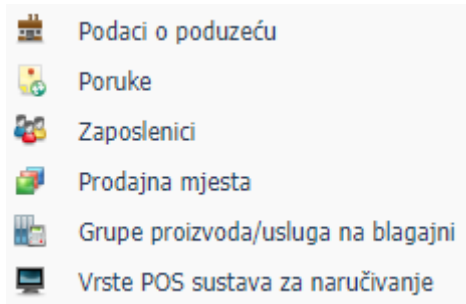 Podaci o poduzeću
Poruke
Zaposlenici
Prodajna mjesta
Grupe proizvoda/usluga na blagajni
Vrste POS sustava za naručivanje